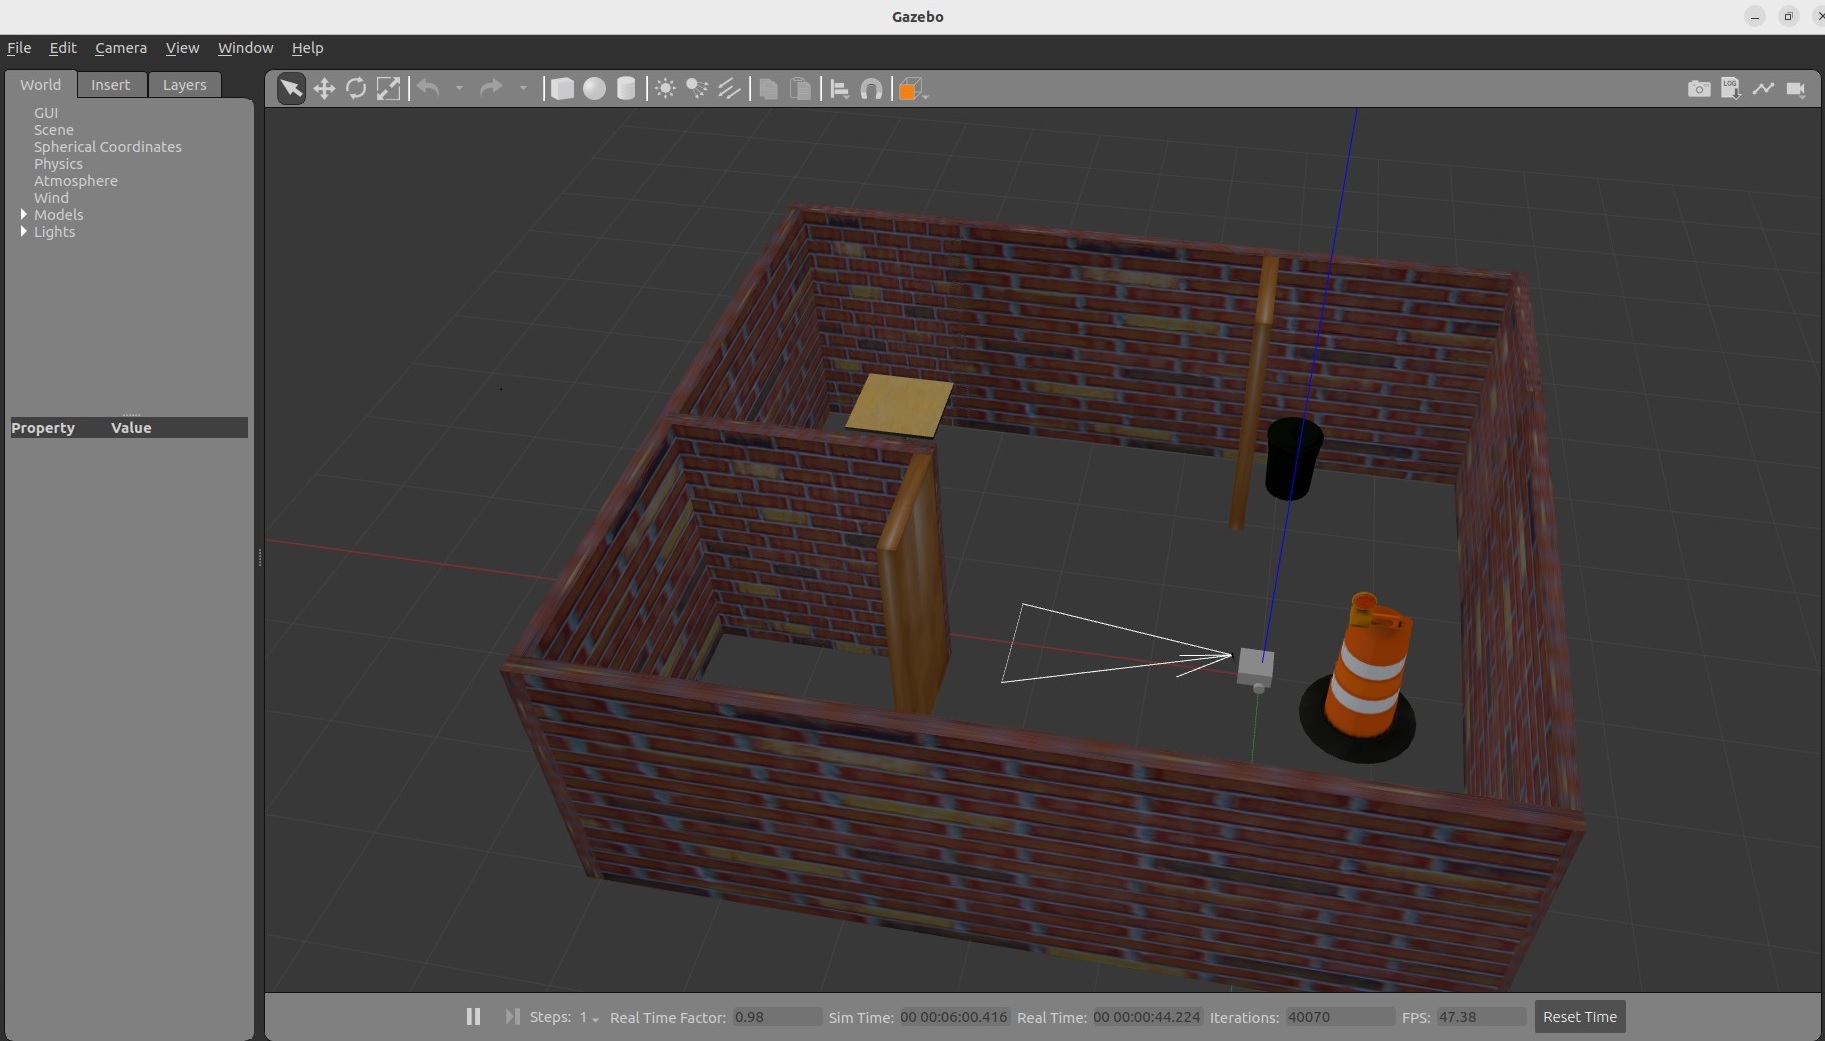 Gazebo
File Edit Camera View Window Help
World Insert Layers
LOG
GUI
Scene
Spherical Coordinates
Physics
Atmosphere
Wind
Models
Lights
Property Value
Steps: 1 Real Time Factor: 0.98 Sim Time: 00 00:06:00.416 Real Time: 00 00:00:44.224 Iterations: 40070 FPS: 47.38 Reset Time